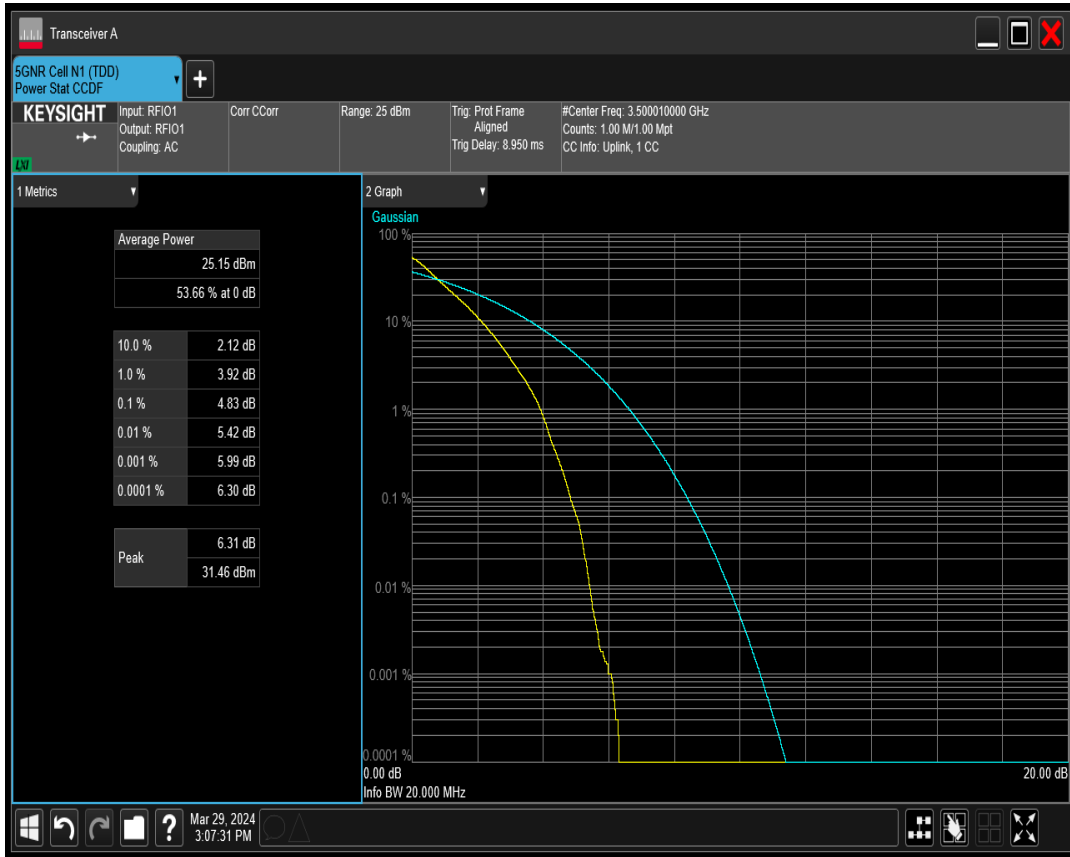 Transceiver A
5GNR Cell N1 (TDD)
Power Stat CCDF
+
KEYSIGHT
LXI
Input: RFIO1
Output: RFIO1
Coupling: AC
Corr CCorr
Range: 25 dBm
Trig: Prot Frame
Aligned
Trig Delay: 8.950 ms
#Center Freq: 3.500010000 GHz
Counts: 1.00 M/1.00 Mpt
CC Info: Uplink, 1 CC
1 Metrics
Average Power
25.15 dBm
53.66 % at 0 dB
10.0 % 2.12 dB
1.0 % 3.92 dB
0.1 % 4.83 dB
0.01 % 5.42 dB
0.001 % 5.99 dB
0.0001 % 6.30 dB
Peak
6.31 dB
31.46 dBm
2 Graph
Gaussian
100 %
10 %
1 %
0.1 %
0.01 %
0.001 %
0.0001 %
0.00 dB
20.00 dB
Info BW 20.000 MHz
?
Mar 29, 2024
3:07:31 PM